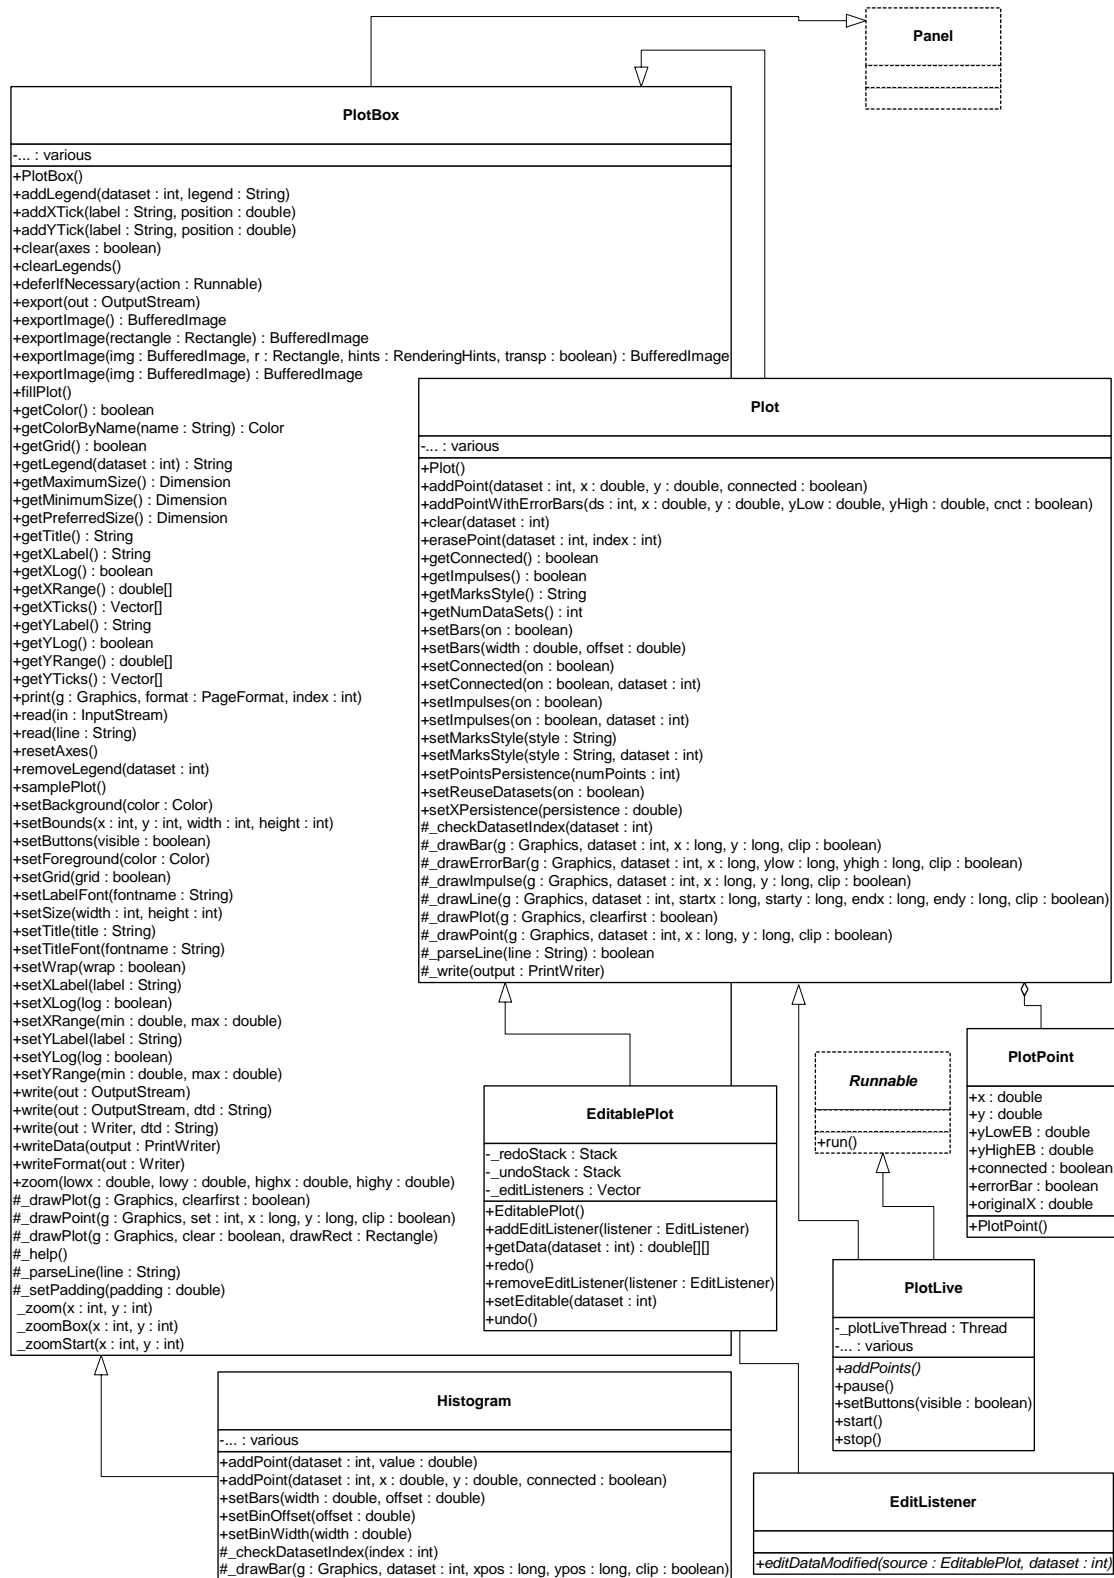 Panel
PlotBox
-... : various
+PlotBox()
+addLegend(dataset : int, legend : String)
+addXTick(label : String, position : double)
+addYTick(label : String, position : double)
+clear(axes : boolean)
+clearLegends()
+deferIfNecessary(action : Runnable)
+export(out : OutputStream)
+exportImage() : BufferedImage
+exportImage(rectangle : Rectangle) : BufferedImage
+exportImage(img : BufferedImage, r : Rectangle, hints : RenderingHints, transp : boolean) : BufferedImage
+exportImage(img : BufferedImage) : BufferedImage
+fillPlot()
+getColor() : boolean
+getColorByName(name : String) : Color
+getGrid() : boolean
+getLegend(dataset : int) : String
+getMaximumSize() : Dimension
+getMinimumSize() : Dimension
+getPreferredSize() : Dimension
+getTitle() : String
+getXLabel() : String
+getXLog() : boolean
+getXRange() : double[]
+getXTicks() : Vector[]
+getYLabel() : String
+getYLog() : boolean
+getYRange() : double[]
+getYTicks() : Vector[]
+print(g : Graphics, format : PageFormat, index : int)
+read(in : InputStream)
+read(line : String)
+resetAxes()
+removeLegend(dataset : int)
+samplePlot()
+setBackground(color : Color)
+setBounds(x : int, y : int, width : int, height : int)
+setButtons(visible : boolean)
+setForeground(color : Color)
+setGrid(grid : boolean)
+setLabelFont(fontname : String)
+setSize(width : int, height : int)
+setTitle(title : String)
+setTitleFont(fontname : String)
+setWrap(wrap : boolean)
+setXLabel(label : String)
+setXLog(log : boolean)
+setXRange(min : double, max : double)
+setYLabel(label : String)
+setYLog(log : boolean)
+setYRange(min : double, max : double)
+write(out : OutputStream)
+write(out : OutputStream, dtd : String)
+write(out : Writer, dtd : String)
+writeData(output : PrintWriter)
+writeFormat(out : Writer)
+zoom(lowx : double, lowy : double, highx : double, highy : double)
#_drawPlot(g : Graphics, clearfirst : boolean)
#_drawPoint(g : Graphics, set : int, x : long, y : long, clip : boolean)
#_drawPlot(g : Graphics, clear : boolean, drawRect : Rectangle)
#_help()
#_parseLine(line : String)
#_setPadding(padding : double)
_zoom(x : int, y : int)
_zoomBox(x : int, y : int)
_zoomStart(x : int, y : int)
Plot
-... : various
+Plot()
+addPoint(dataset : int, x : double, y : double, connected : boolean)
+addPointWithErrorBars(ds : int, x : double, y : double, yLow : double, yHigh : double, cnct : boolean)
+clear(dataset : int)
+erasePoint(dataset : int, index : int)
+getConnected() : boolean
+getImpulses() : boolean
+getMarksStyle() : String
+getNumDataSets() : int
+setBars(on : boolean)
+setBars(width : double, offset : double)
+setConnected(on : boolean)
+setConnected(on : boolean, dataset : int)
+setImpulses(on : boolean)
+setImpulses(on : boolean, dataset : int)
+setMarksStyle(style : String)
+setMarksStyle(style : String, dataset : int)
+setPointsPersistence(numPoints : int)
+setReuseDatasets(on : boolean)
+setXPersistence(persistence : double)
#_checkDatasetIndex(dataset : int)
#_drawBar(g : Graphics, dataset : int, x : long, y : long, clip : boolean)
#_drawErrorBar(g : Graphics, dataset : int, x : long, ylow : long, yhigh : long, clip : boolean)
#_drawImpulse(g : Graphics, dataset : int, x : long, y : long, clip : boolean)
#_drawLine(g : Graphics, dataset : int, startx : long, starty : long, endx : long, endy : long, clip : boolean)
#_drawPlot(g : Graphics, clearfirst : boolean)
#_drawPoint(g : Graphics, dataset : int, x : long, y : long, clip : boolean)
#_parseLine(line : String) : boolean
#_write(output : PrintWriter)
EditablePlot
-_redoStack : Stack
-_undoStack : Stack
-_editListeners : Vector
+EditablePlot()
+addEditListener(listener : EditListener)
+getData(dataset : int) : double[][]
+redo()
+removeEditListener(listener : EditListener)
+setEditable(dataset : int)
+undo()
Runnable
+run()
PlotPoint
+x : double
+y : double
+yLowEB : double
+yHighEB : double
+connected : boolean
+errorBar : boolean
+originalX : double
+PlotPoint()
PlotLive
-_plotLiveThread : Thread
-... : various
+addPoints()
+pause()
+setButtons(visible : boolean)
+start()
+stop()
Histogram
-... : various
+addPoint(dataset : int, value : double)
+addPoint(dataset : int, x : double, y : double, connected : boolean)
+setBars(width : double, offset : double)
+setBinOffset(offset : double)
+setBinWidth(width : double)
#_checkDatasetIndex(index : int)
#_drawBar(g : Graphics, dataset : int, xpos : long, ypos : long, clip : boolean)
EditListener
+editDataModified(source : EditablePlot, dataset : int)